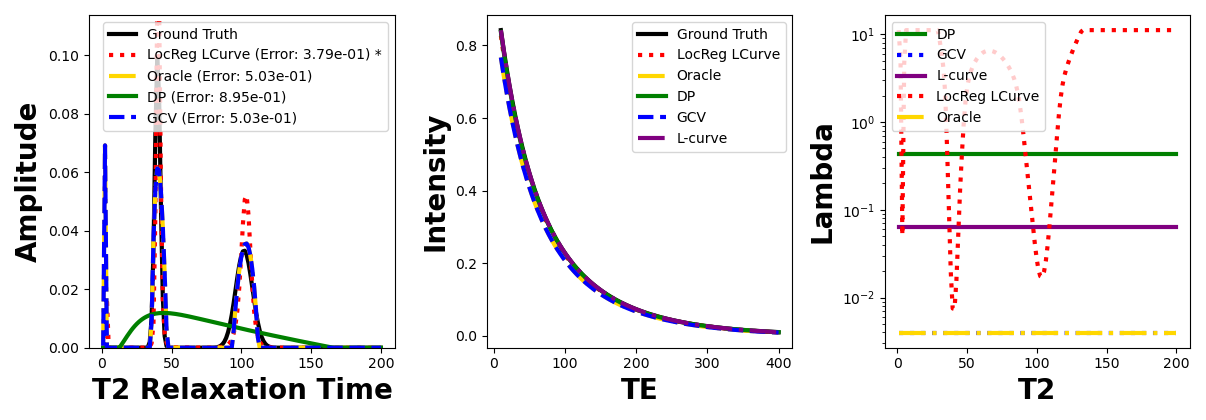 Amplitude
0.10
0.08
0.06
0.04
0.02
0.00
Ground Truth
LocReg LCurve (Error: 3.79e-01) *
Oracle (Error: 5.03e-01)
DP (Error: 8.95e-01)
GCV (Error: 5.03e-01)
0 50 100 150 200
T2 Relaxation Time
Intensity
0.8
0.6
0.4
0.2
0.0
Ground Truth
LocReg LCurve
Oracle
DP
GCV
L-curve
0 100 200 300 400
TE
Lambda
10¹
10⁰
10⁻¹
10⁻²
DP
GCV
L-curve
LocReg LCurve
Oracle
0 50 100 150 200
T2